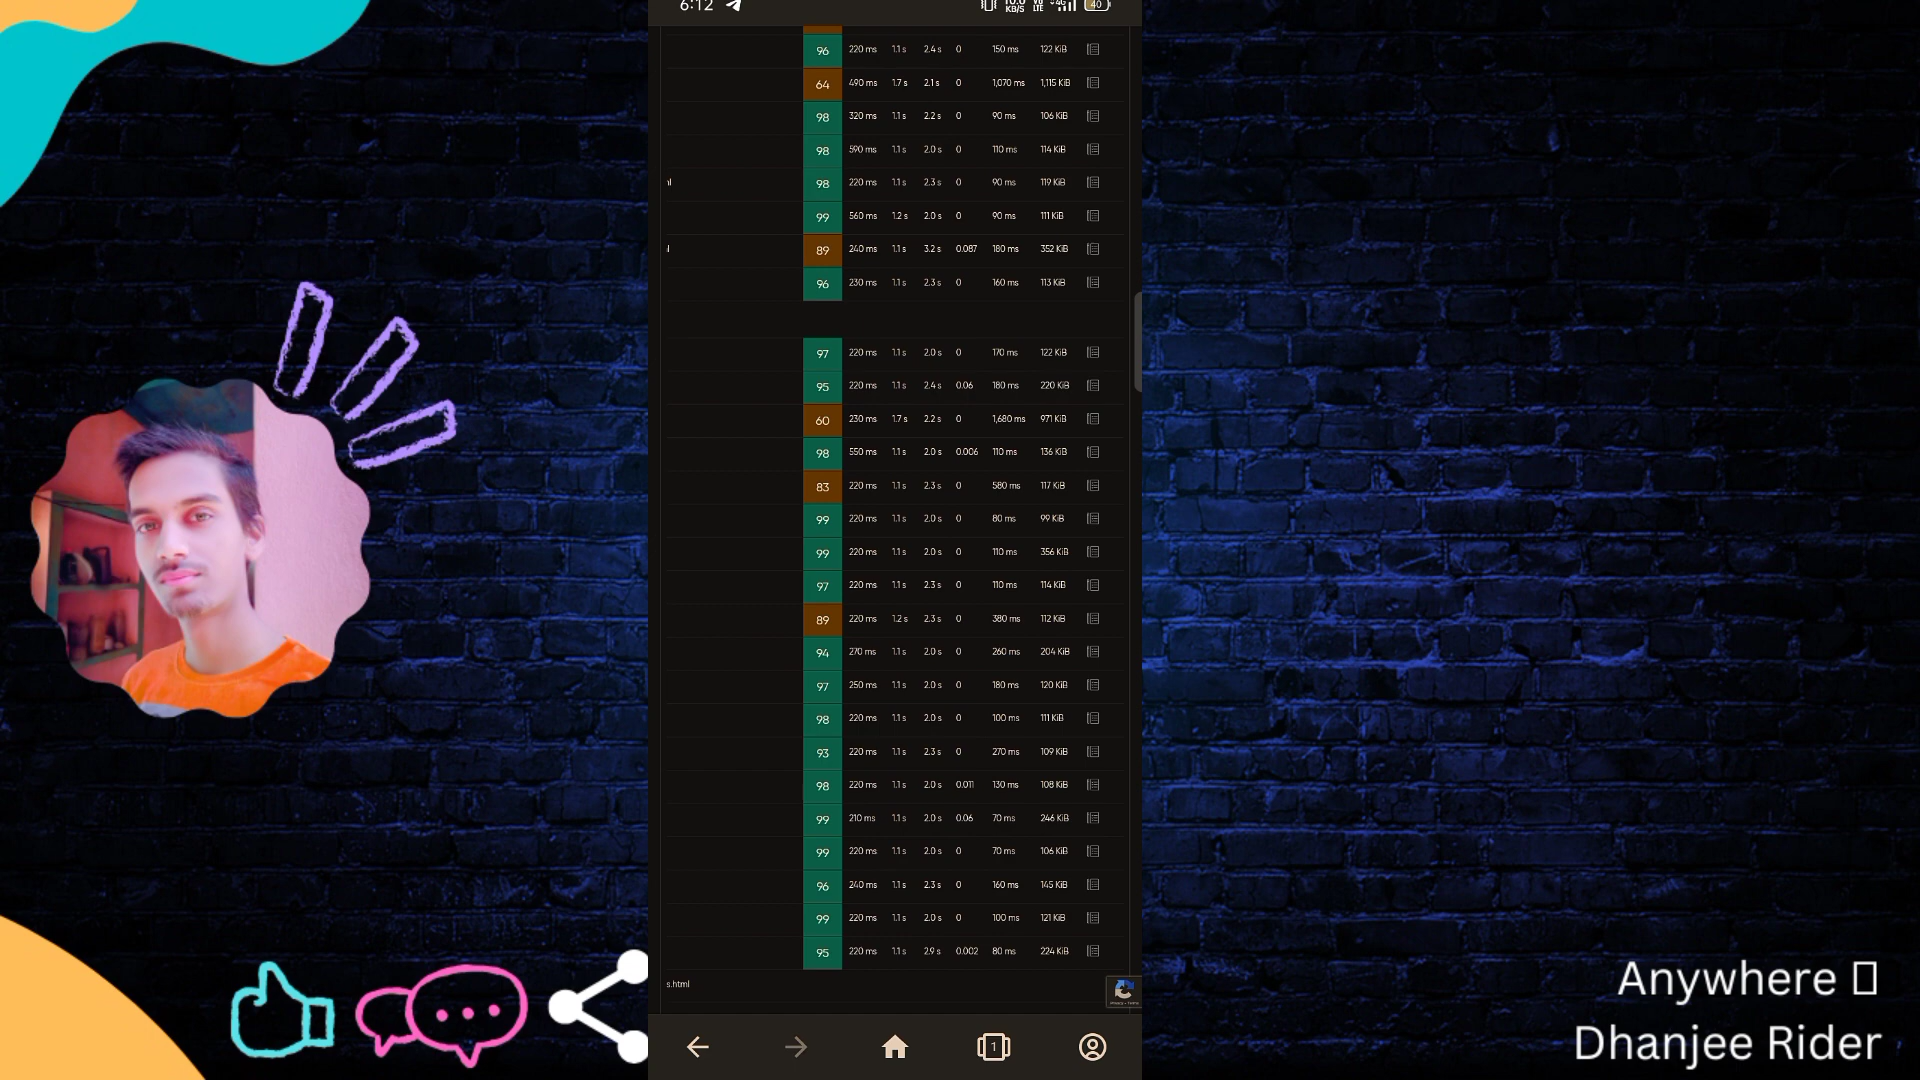 6:12 10.0 KB/S Vo LTE 4G 40
96 220 ms 1.1 s 2.4 s 0 150 ms 122 KiB
64 490 ms 1.7 s 2.1 s 0 1,070 ms 1,115 KiB
98 320 ms 1.1 s 2.2 s 0 90 ms 106 KiB
98 590 ms 1.1 s 2.0 s 0 110 ms 114 KiB
98 220 ms 1.1 s 2.3 s 0 90 ms 119 KiB
99 560 ms 1.2 s 2.0 s 0 90 ms 111 KiB
89 240 ms 1.1 s 3.2 s 0.087 180 ms 352 KiB
96 230 ms 1.1 s 2.3 s 0 160 ms 113 KiB
97 220 ms 1.1 s 2.0 s 0 170 ms 122 KiB
95 220 ms 1.1 s 2.4 s 0.06 180 ms 220 KiB
60 230 ms 1.7 s 2.2 s 0 1,680 ms 971 KiB
98 550 ms 1.1 s 2.0 s 0.006 110 ms 136 KiB
83 220 ms 1.1 s 2.3 s 0 580 ms 117 KiB
99 220 ms 1.1 s 2.0 s 0 80 ms 99 KiB
99 220 ms 1.1 s 2.0 s 0 110 ms 356 KiB
97 220 ms 1.1 s 2.3 s 0 110 ms 114 KiB
89 220 ms 1.2 s 2.3 s 0 380 ms 112 KiB
94 270 ms 1.1 s 2.0 s 0 260 ms 204 KiB
97 250 ms 1.1 s 2.0 s 0 180 ms 120 KiB
98 220 ms 1.1 s 2.0 s 0 100 ms 111 KiB
93 220 ms 1.1 s 2.3 s 0 270 ms 109 KiB
98 220 ms 1.1 s 2.0 s 0.011 130 ms 108 KiB
99 210 ms 1.1 s 2.0 s 0.06 70 ms 246 KiB
99 220 ms 1.1 s 2.0 s 0 70 ms 106 KiB
96 240 ms 1.1 s 2.3 s 0 160 ms 145 KiB
99 220 ms 1.1 s 2.0 s 0 100 ms 121 KiB
95 220 ms 1.1 s 2.9 s 0.002 80 ms 224 KiB
s.html
1
Anywhere
Dhanjee Rider